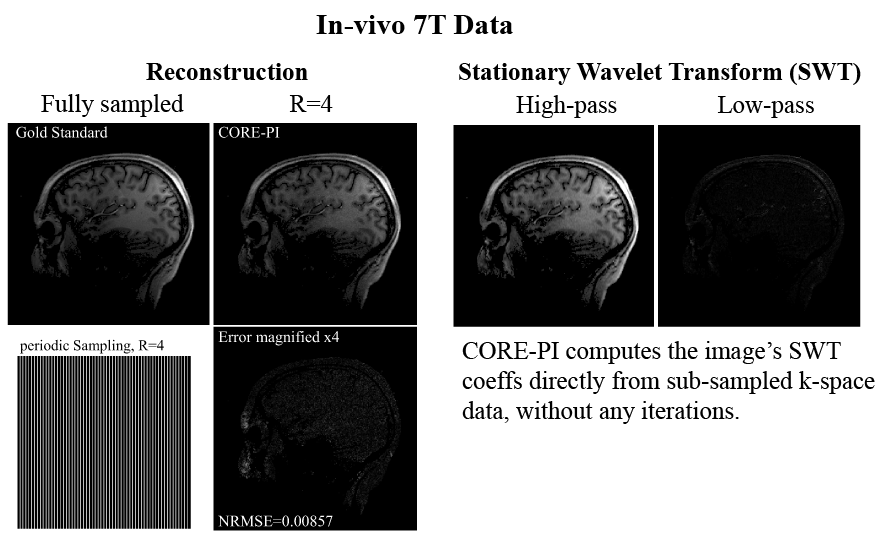 In-vivo 7T Data
Reconstruction
Fully sampled
R=4
Gold Standard
CORE-PI
periodic Sampling, R=4
Error magnified x4
NRMSE=0.00857
Stationary Wavelet Transform (SWT)
High-pass
Low-pass
CORE-PI computes the image's SWT
coeffs directly from sub-sampled k-space
data, without any iterations.